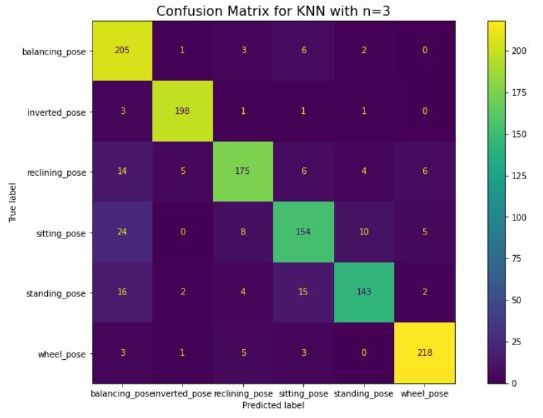 Confusion Matrix for KNN with n=3
balancing_pose 205 1 3 6 2 0
inverted_pose 3 198 1 1 1 0
reclining_pose 14 5 175 6 4 6
sitting_pose 24 0 8 154 10 5
standing_pose 16 2 4 15 143 2
wheel_pose 3 1 5 3 0 218
balancing_pose inverted_pose reclining_pose sitting_pose standing_pose wheel_pose
True label
Predicted label
200
175
150
125
100
75
50
25
0